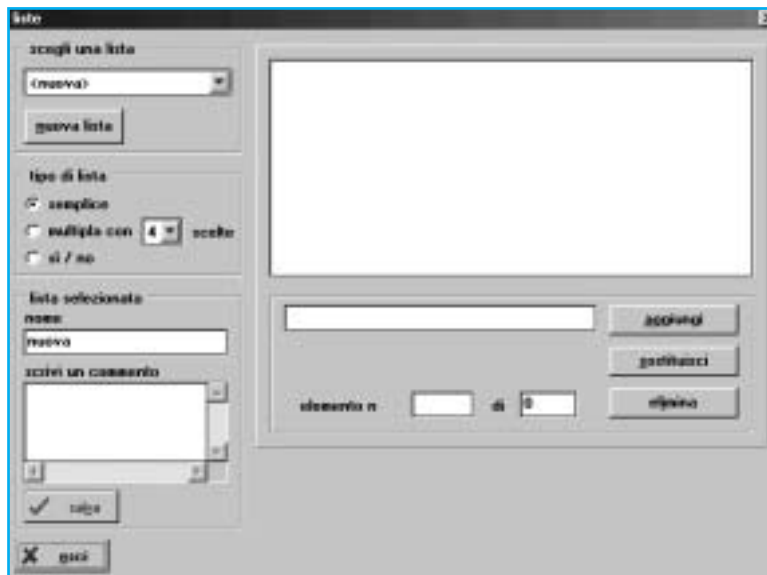 liste
scegli una lista
<nuova>
nuova lista
tipo di lista
semplice
multipla con 4 scelte
sì / no
lista selezionata
nome
nuova
scrivi un commento
salva
esci
aggiungi
sostituisci
elemento n di 0
elimina